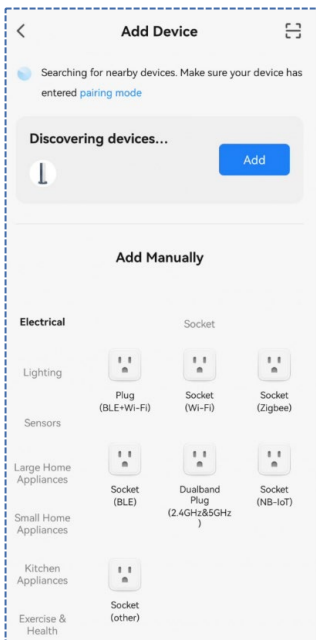 Add Device
Searching for nearby devices. Make sure your device has
entered pairing mode
Discovering devices...
Add
Add Manually
Electrical
Socket
Lighting
Plug
(BLE+Wi-Fi)
Socket
(Wi-Fi)
Socket
(Zigbee)
Sensors
Large Home
Appliances
Socket
(BLE)
Dualband
Plug
(2.4GHz&5GHz
)
Socket
(NB-IoT)
Small Home
Appliances
Kitchen
Appliances
Socket
(other)
Exercise &
Health